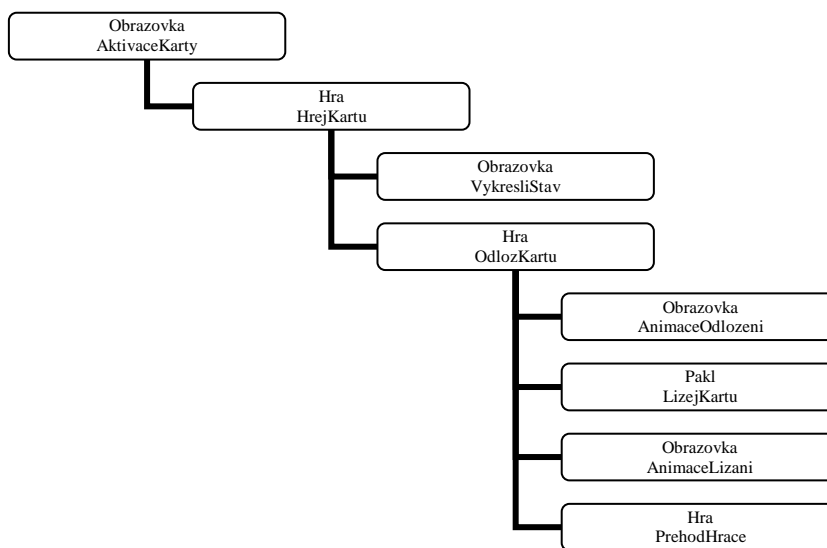 Obrazovka
AktivaceKarty
Hra
HrejKartu
Obrazovka
VykresliStav
Hra
OdlozKartu
Obrazovka
AnimaceOdlozeni
Pakl
LizejKartu
Obrazovka
AnimaceLizani
Hra
PrehodHrace